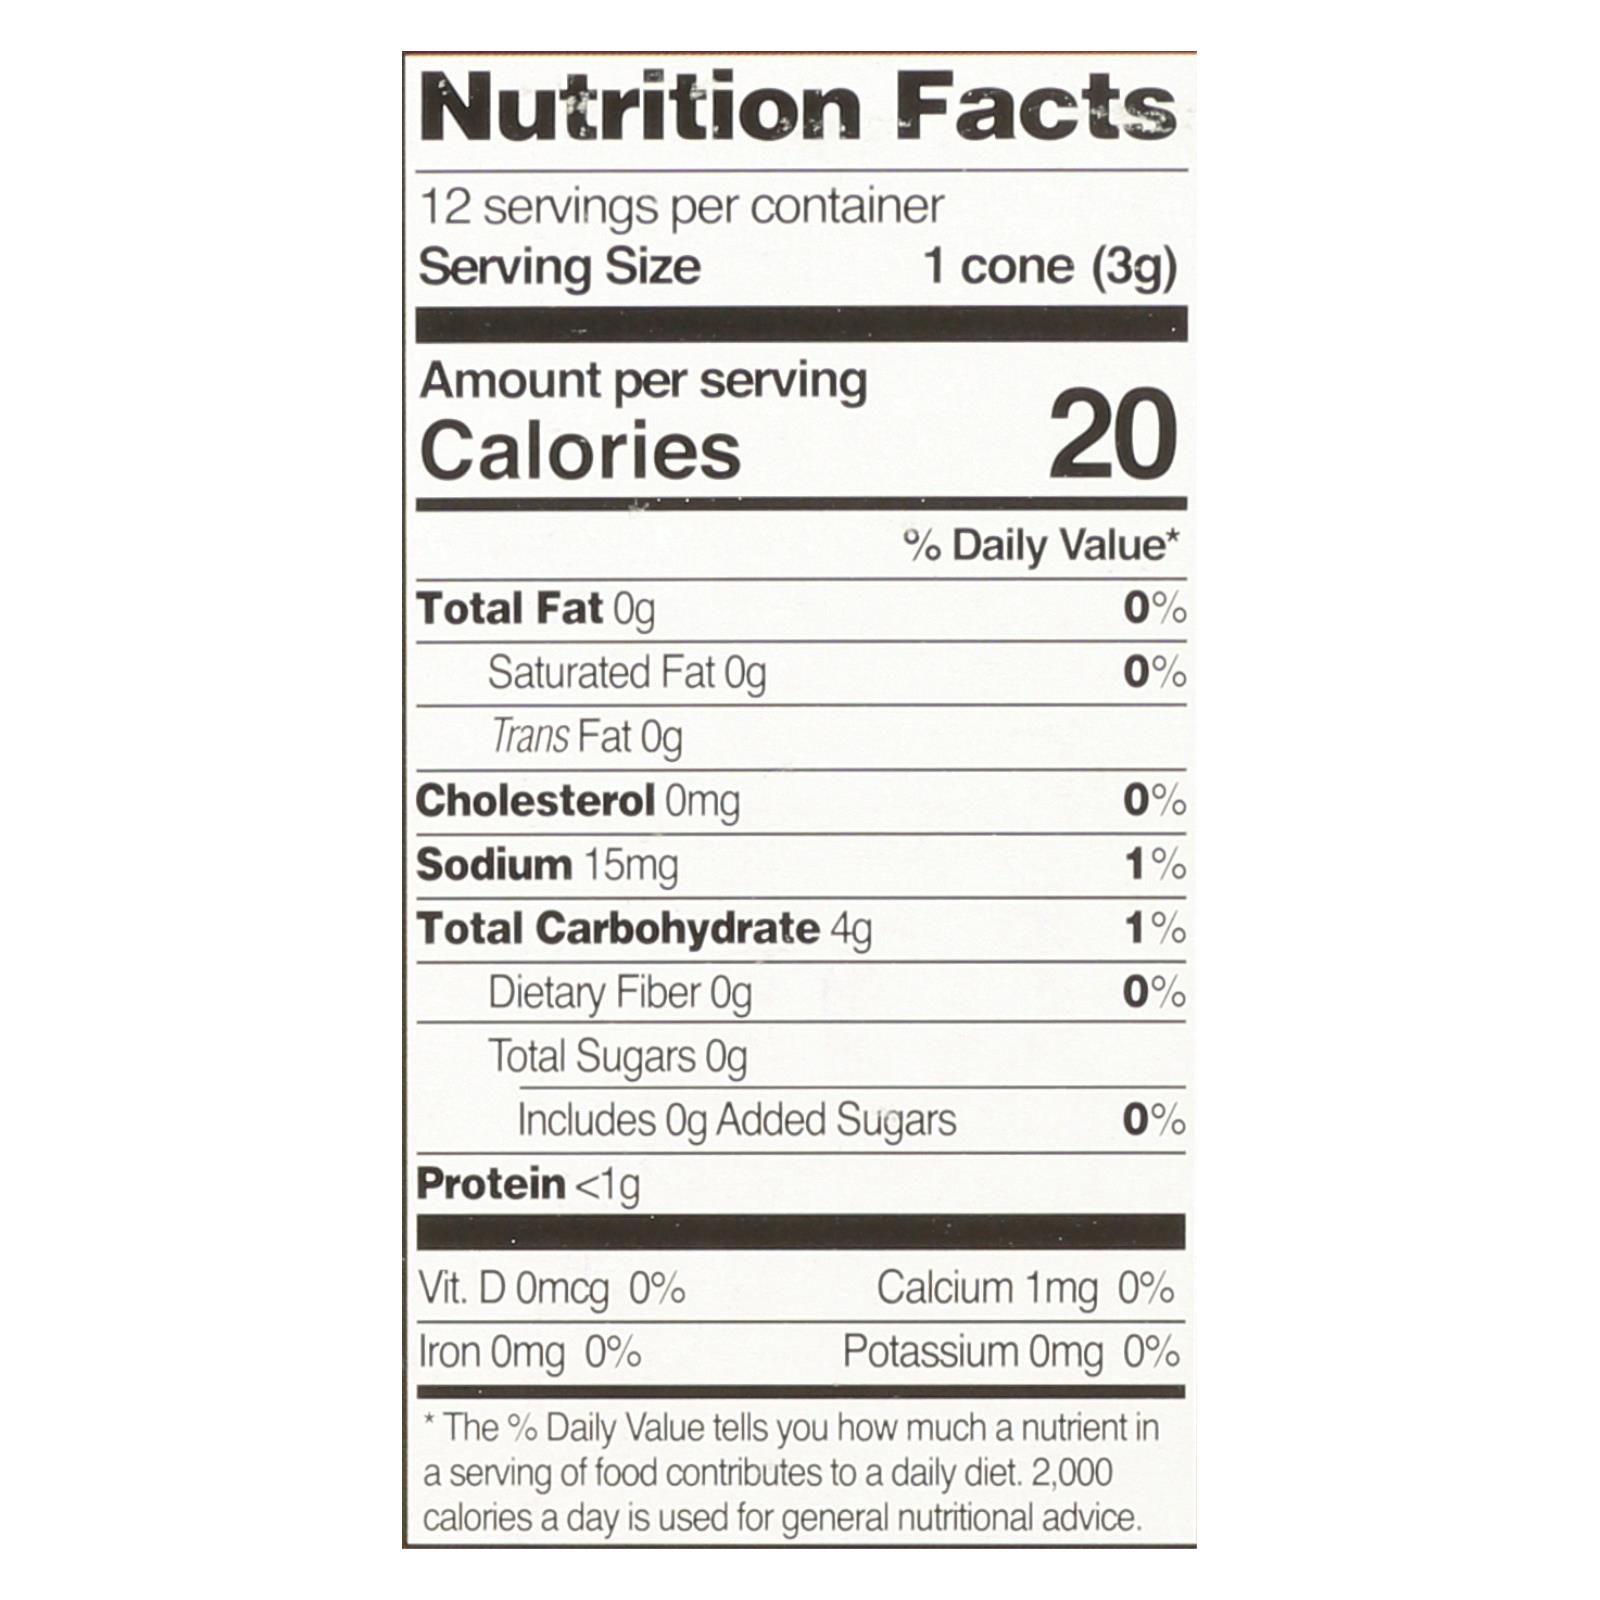 Nutrition Facts
12 servings per container
Serving Size 1 cone (3g)
Amount per serving
Calories 20
% Daily Value*
Total Fat 0g 0%
Saturated Fat 0g 0%
Trans Fat 0g
Cholesterol 0mg 0%
Sodium 15mg 1%
Total Carbohydrate 4g 1%
Dietary Fiber 0g 0%
Total Sugars 0g
Includes 0g Added Sugars 0%
Protein <1g
Vit. D 0mcg 0% Calcium 1mg 0%
Iron 0mg 0% Potassium 0mg 0%
* The % Daily Value tells you how much a nutrient in
a serving of food contributes to a daily diet. 2,000
calories a day is used for general nutritional advice.